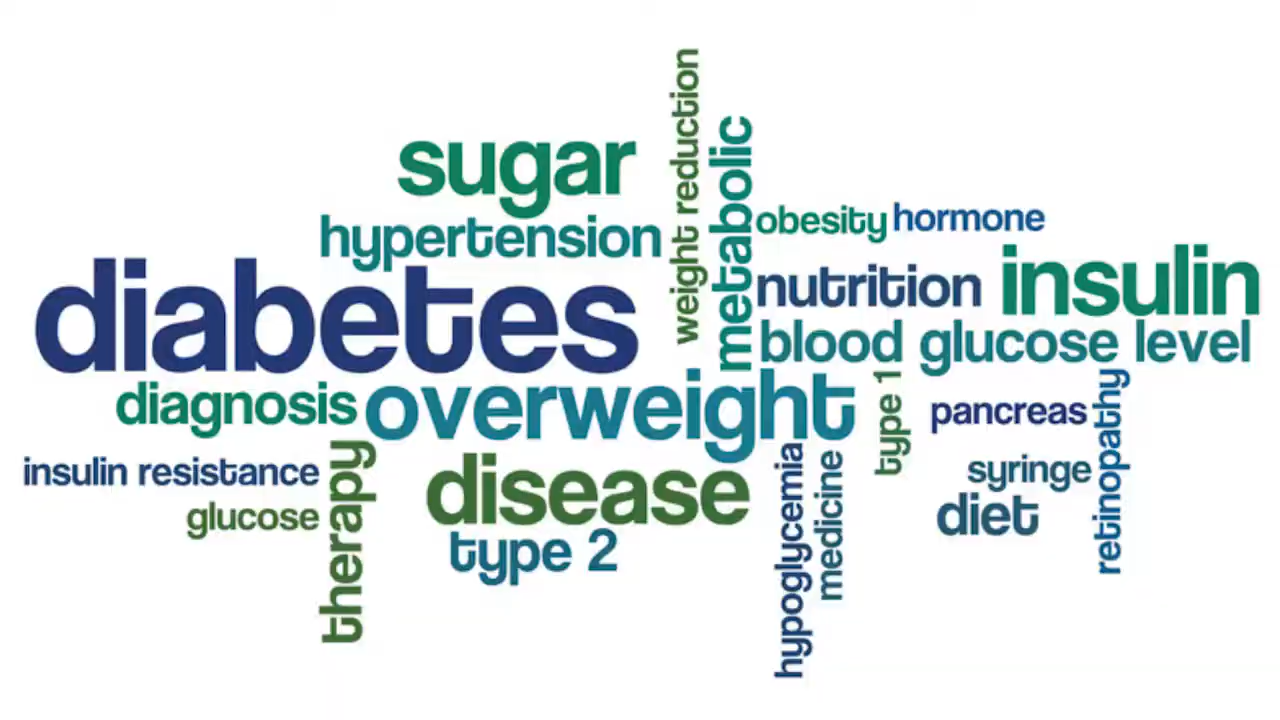 weight reduction
metabolic
sugar
hypertension
obesity
hormone
diabetes
nutrition
insulin
blood glucose level
diagnosis
overweight
type 1
pancreas
retinopathy
insulin resistance
therapy
disease
hypoglycemia
medicine
syringe
glucose
diet
type 2